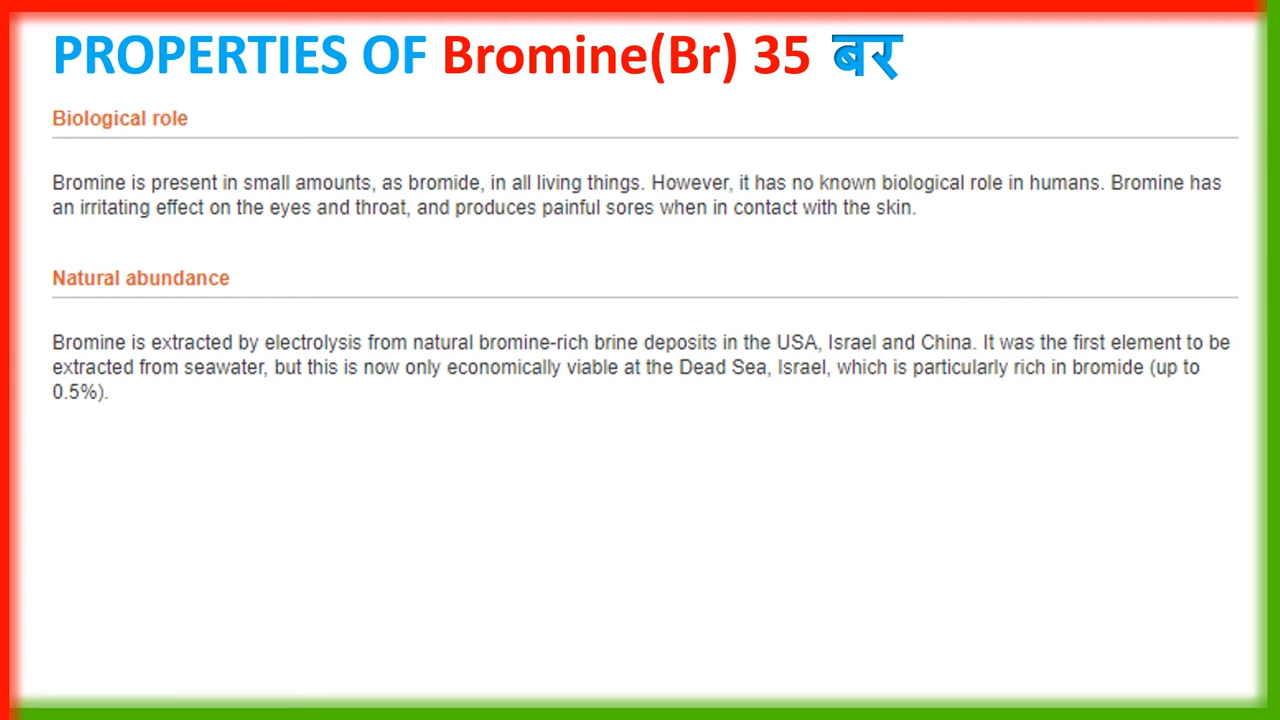 PROPERTIES OF Bromine(Br) 35 बर
Biological role
Bromine is present in small amounts, as bromide, in all living things. However, it has no known biological role in humans. Bromine has
an irritating effect on the eyes and throat, and produces painful sores when in contact with the skin.
Natural abundance
Bromine is extracted by electrolysis from natural bromine-rich brine deposits in the USA, Israel and China. It was the first element to be
extracted from seawater, but this is now only economically viable at the Dead Sea, Israel, which is particularly rich in bromide (up to
0.5%).